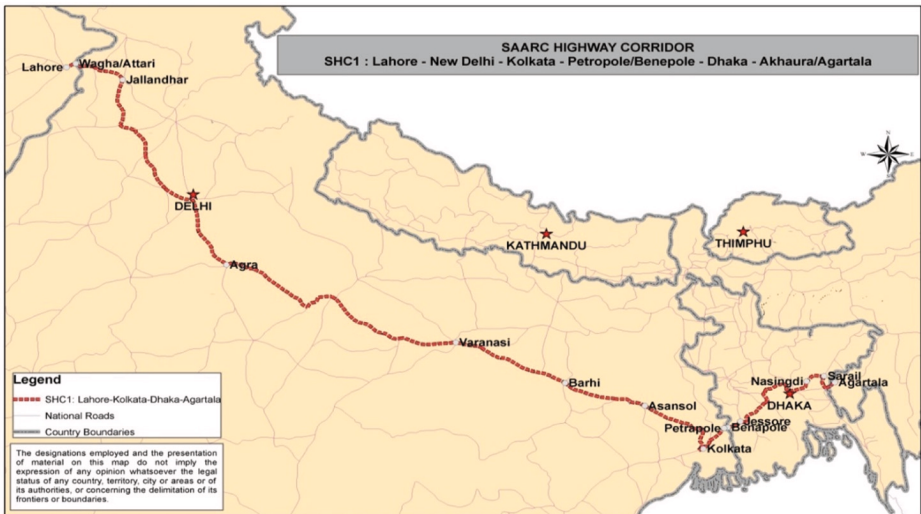 SAARC HIGHWAY CORRIDOR
SHC1 : Lahore - New Delhi - Kolkata - Petropole/Benepole - Dhaka - Akhaura/Agartala
Lahore
Wagha/Attari
Jallandhar
N
W
E
S
DELHI
KATHMANDU
THIMPHU
Agra
Varanasi
Barhi
Asansol
Nasingdi
Sarail
Agartala
DHAKA
Jessore
Petrapole
Benapole
Kolkata
Legend
SHC1: Lahore-Kolkata-Dhaka-Agartala
National Roads
Country Boundaries
The designations employed and the presentation
of material on this map do not imply the
expression of any opinion whatsoever the legal
status of any country, territory, city or areas or of
its authorities, or concerning the delimitation of its
frontiers or boundaries.